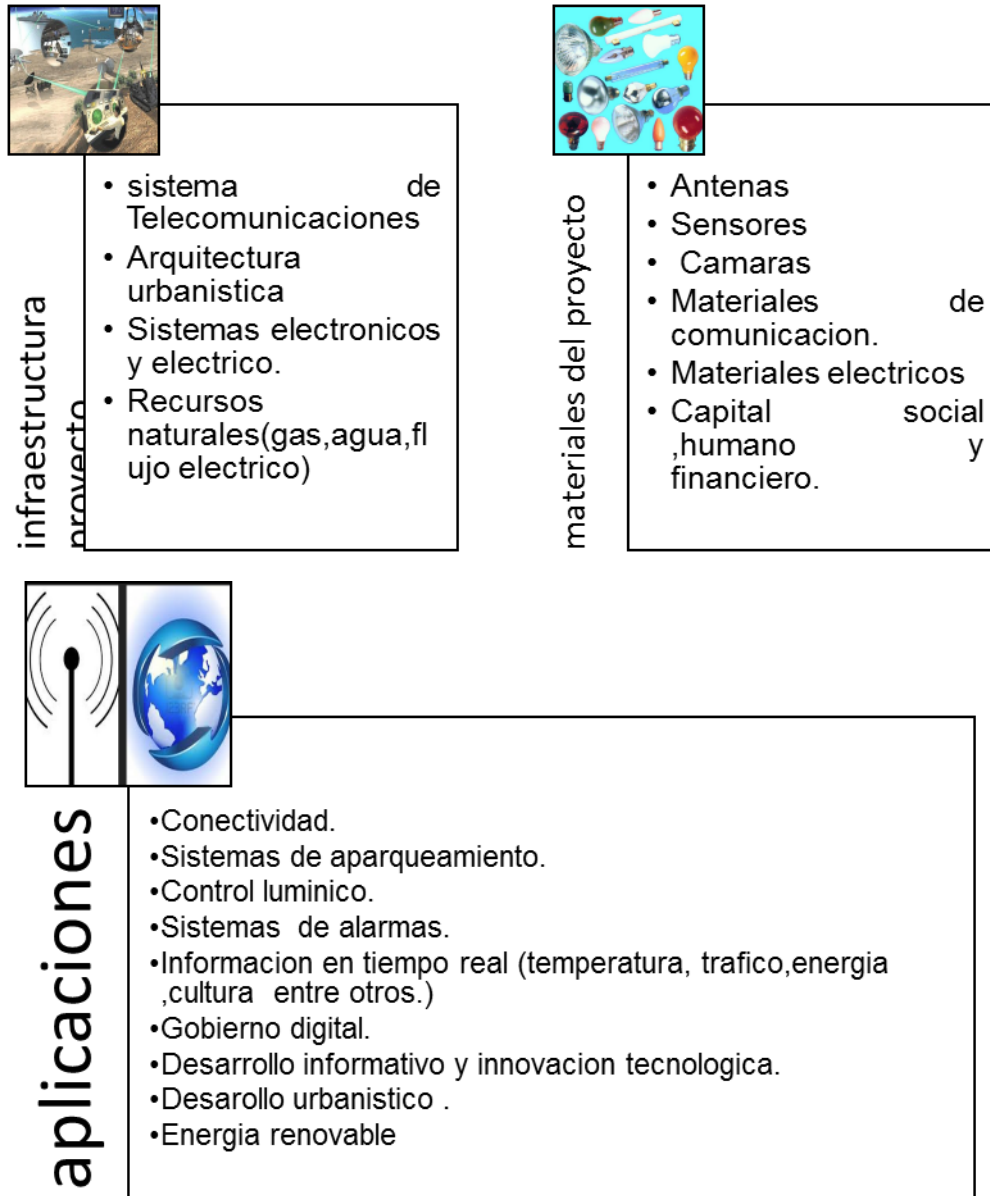 infraestructura
proyecto
• sistema de
Telecomunicaciones
• Arquitectura
urbanistica
• Sistemas electronicos
y electrico.
• Recursos
naturales(gas,agua,fl
ujo electrico)
materiales del proyecto
• Antenas
• Sensores
• Camaras
• Materiales de
comunicacion.
• Materiales electricos
• Capital social
,humano y
financiero.
aplicaciones
•Conectividad.
•Sistemas de aparqueamiento.
•Control luminico.
•Sistemas de alarmas.
•Informacion en tiempo real (temperatura, trafico,energia
,cultura entre otros.)
•Gobierno digital.
•Desarrollo informativo y innovacion tecnologica.
•Desarollo urbanistico .
•Energia renovable